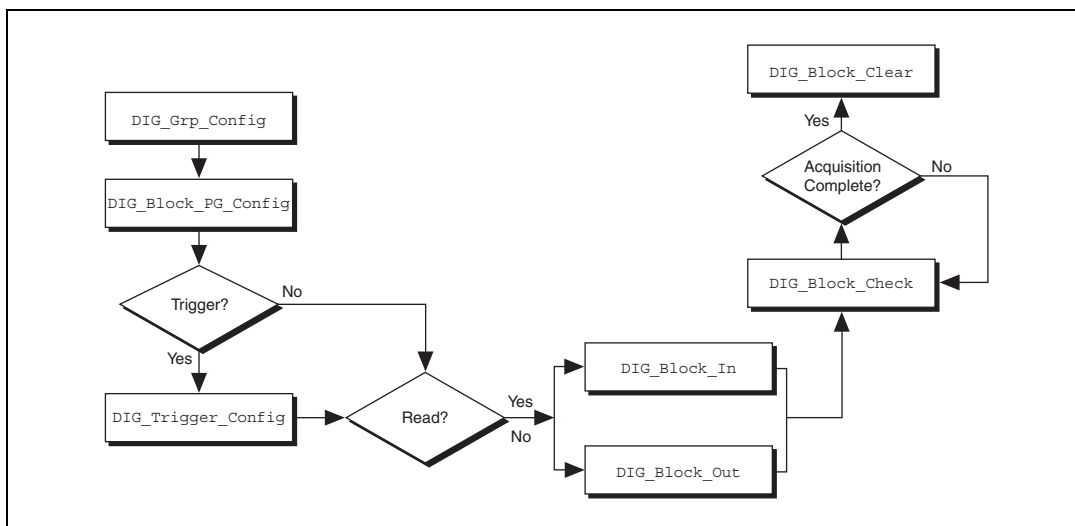 DIG_Grp_Config
DIG_Block_PG_Config
Trigger?
No
Yes
DIG_Trigger_Config
Read?
Yes
No
DIG_Block_In
DIG_Block_Out
DIG_Block_Check
Acquisition
Complete?
No
Yes
DIG_Block_Clear